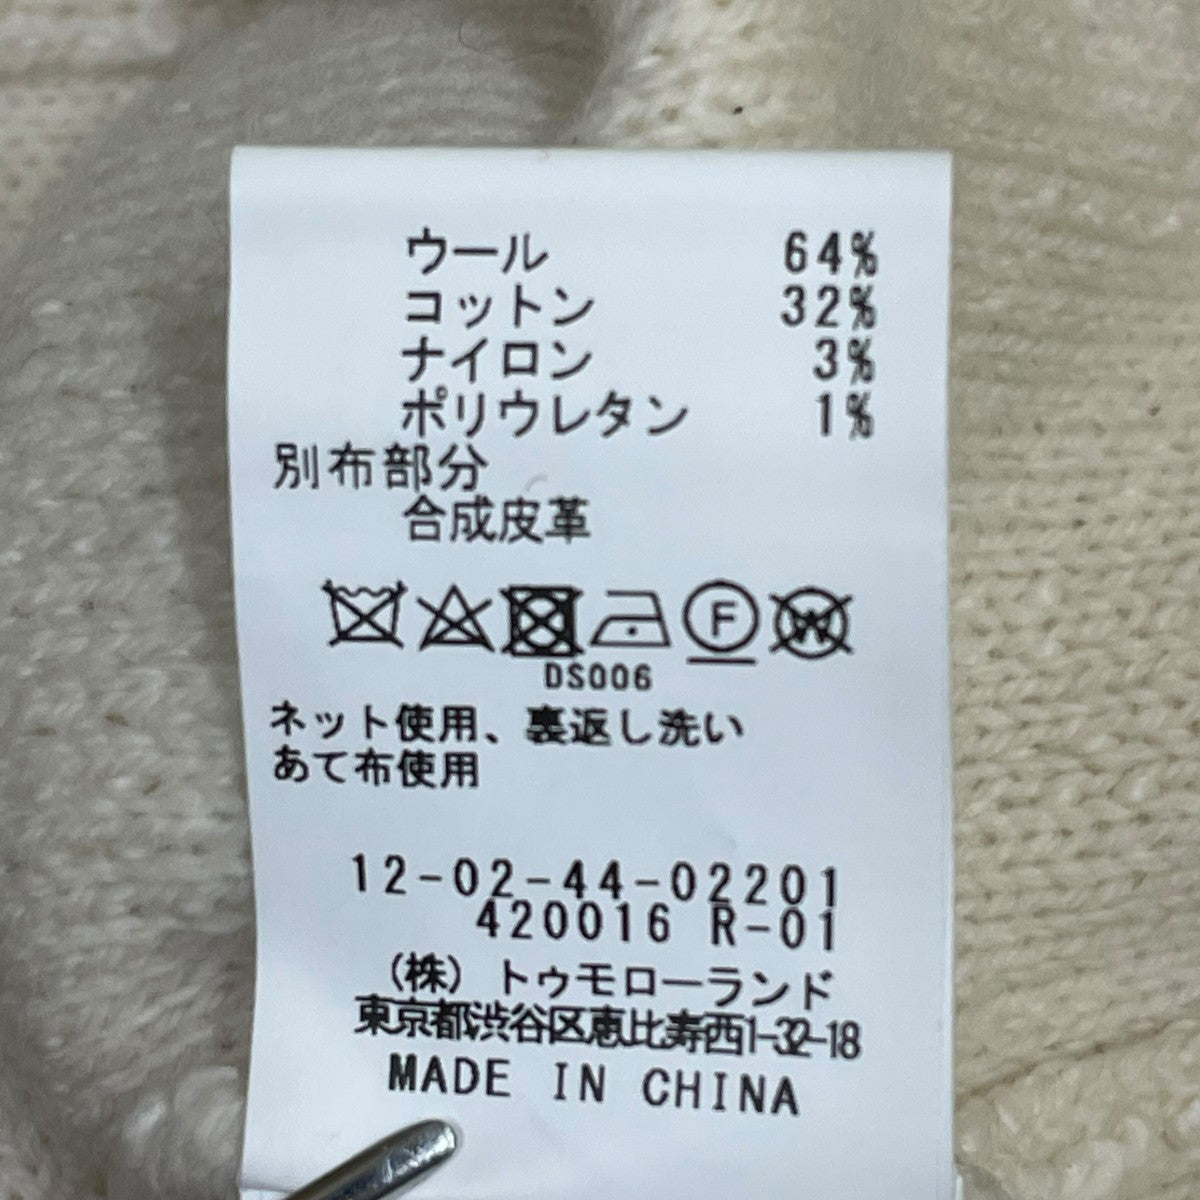 ウール 64%
コットン 32%
ナイロン 3%
ポリウレタン 1%
別布部分
合成皮革
F W
DS006
ネット使用、裏返し洗い
あて布使用
12-02-44-02201
420016 R-01
(株) トゥモローランド
東京都渋谷区恵比寿西1-32-18
MADE IN CHINA